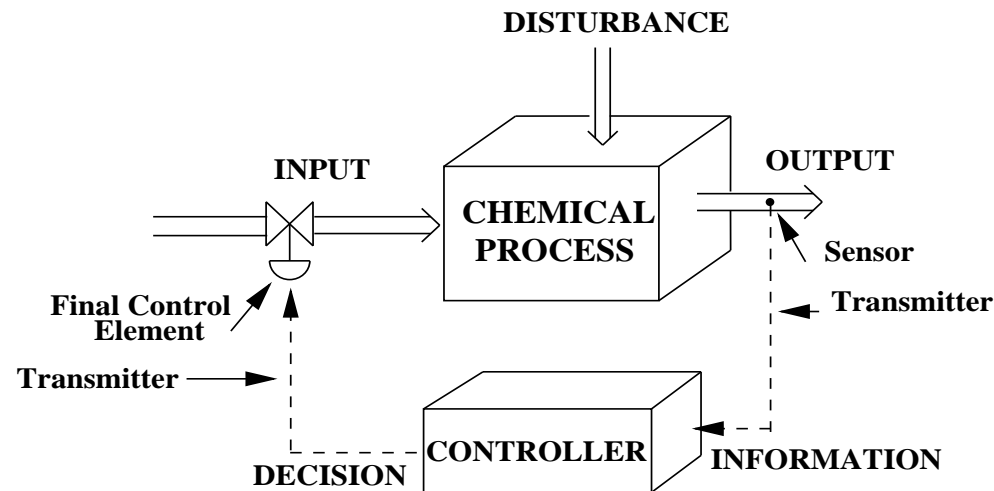 DISTURBANCE
INPUT
OUTPUT
CHEMICAL
PROCESS
Sensor
Final Control
Element
Transmitter
Transmitter
CONTROLLER
DECISION
INFORMATION